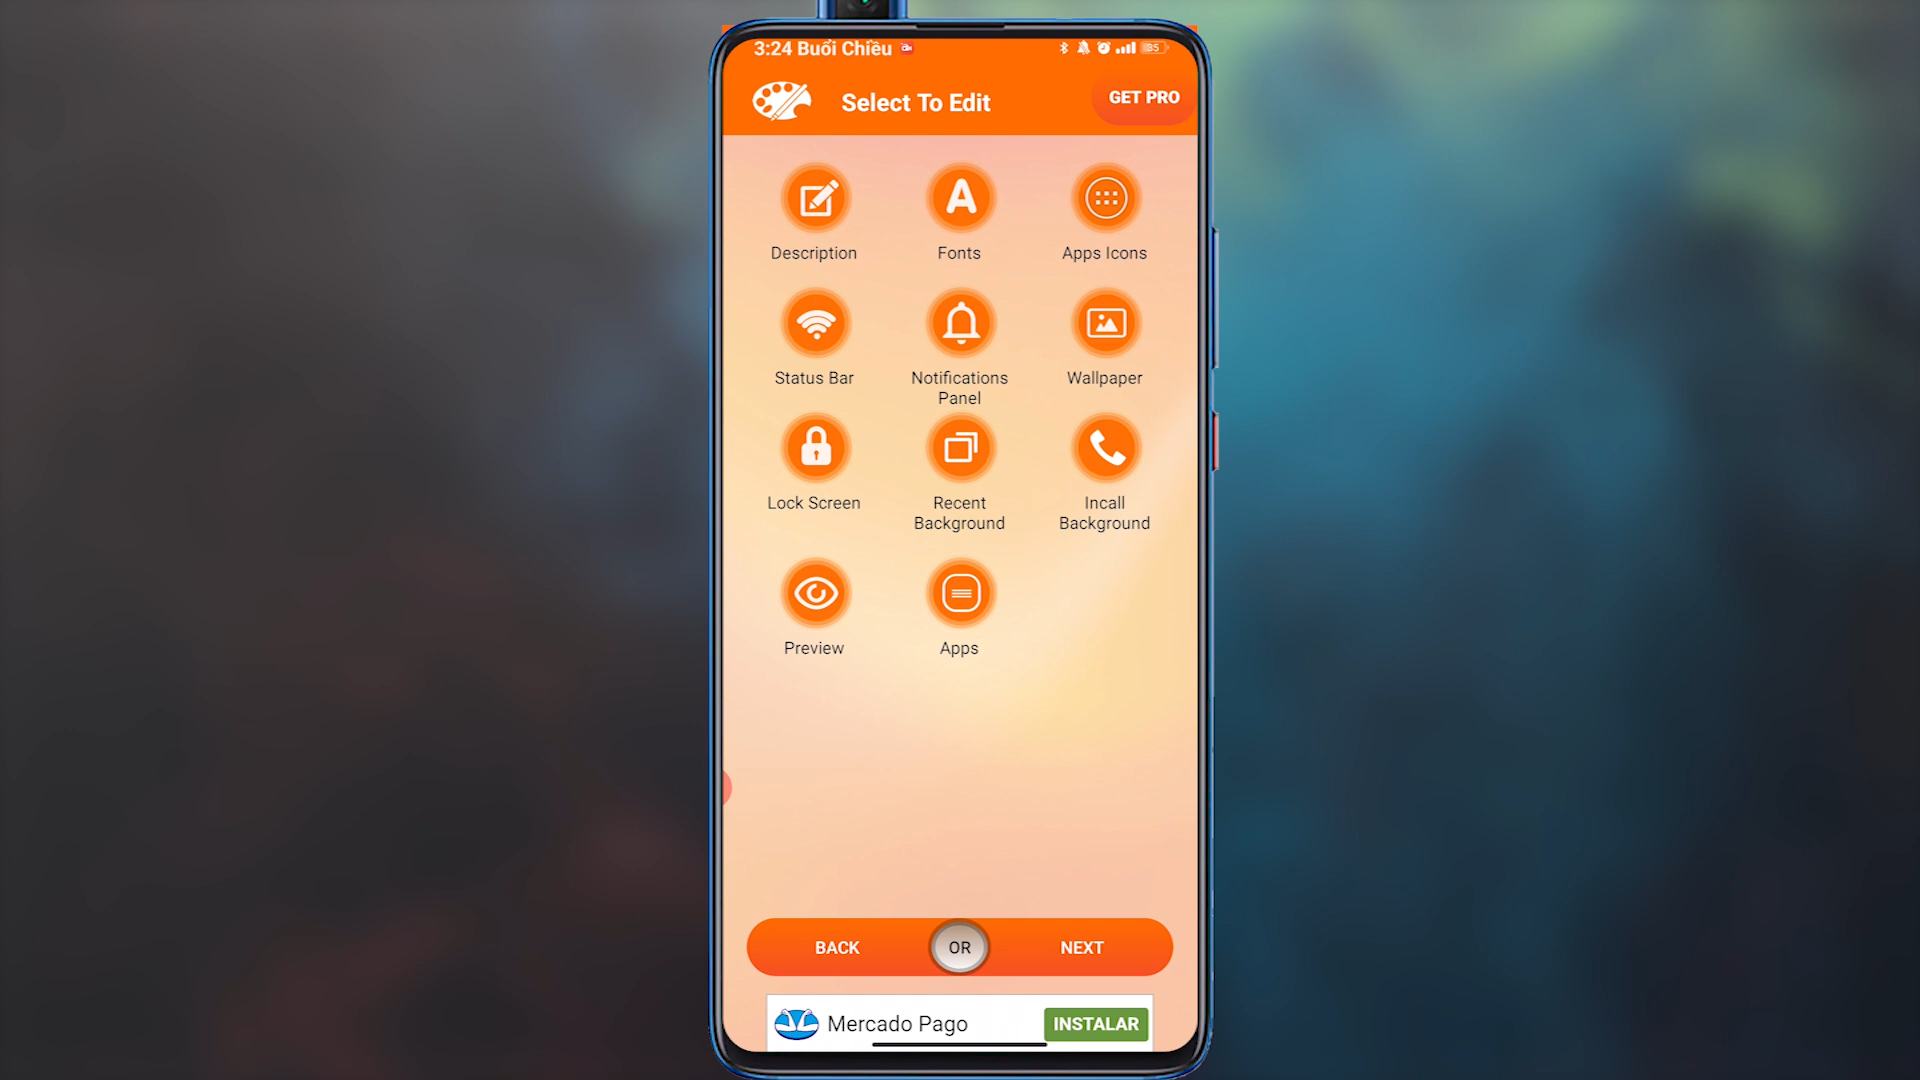 3:24 Buổi Chiều
85
Select To Edit
GET PRO
Description
Fonts
Apps Icons
Status Bar
Notifications
Panel
Wallpaper
Lock Screen
Recent
Background
Incall
Background
Preview
Apps
BACK
OR
NEXT
Mercado Pago
INSTALAR